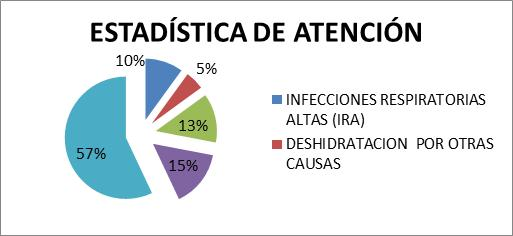 ESTADÍSTICA DE ATENCIÓN
10%
5%
13%
15%
57%
INFECCIONES RESPIRATORIAS
ALTAS (IRA)
DESHIDRATACION POR OTRAS
CAUSAS